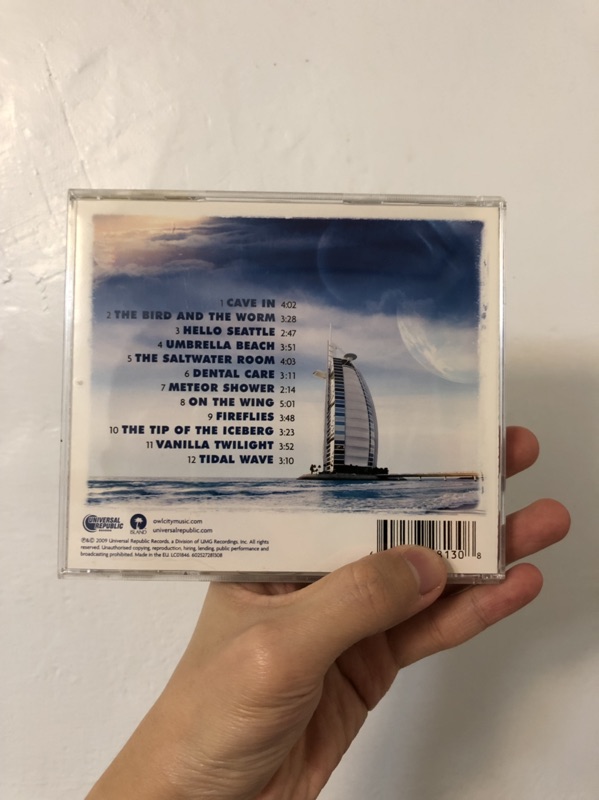 1 CAVE IN 4:02
2 THE BIRD AND THE WORM 3:28
3 HELLO SEATTLE 2:47
4 UMBRELLA BEACH 3:51
5 THE SALTWATER ROOM 4:03
6 DENTAL CARE 3:11
7 METEOR SHOWER 2:14
8 ON THE WING 5:01
9 FIREFLIES 3:48
10 THE TIP OF THE ICEBERG 3:23
11 VANILLA TWILIGHT 3:52
12 TIDAL WAVE 3:10
UNIVERSAL REPUBLIC
ISLAND
owlcitymusic.com
universalrepublic.com
℗&© 2009 Universal Republic Records, a Division of UMG Recordings, Inc. All rights
reserved. Unauthorised copying, reproduction, hiring, lending, public performance and
broadcasting prohibited. Made in the EU. LC01846. 602527281308
8130 8